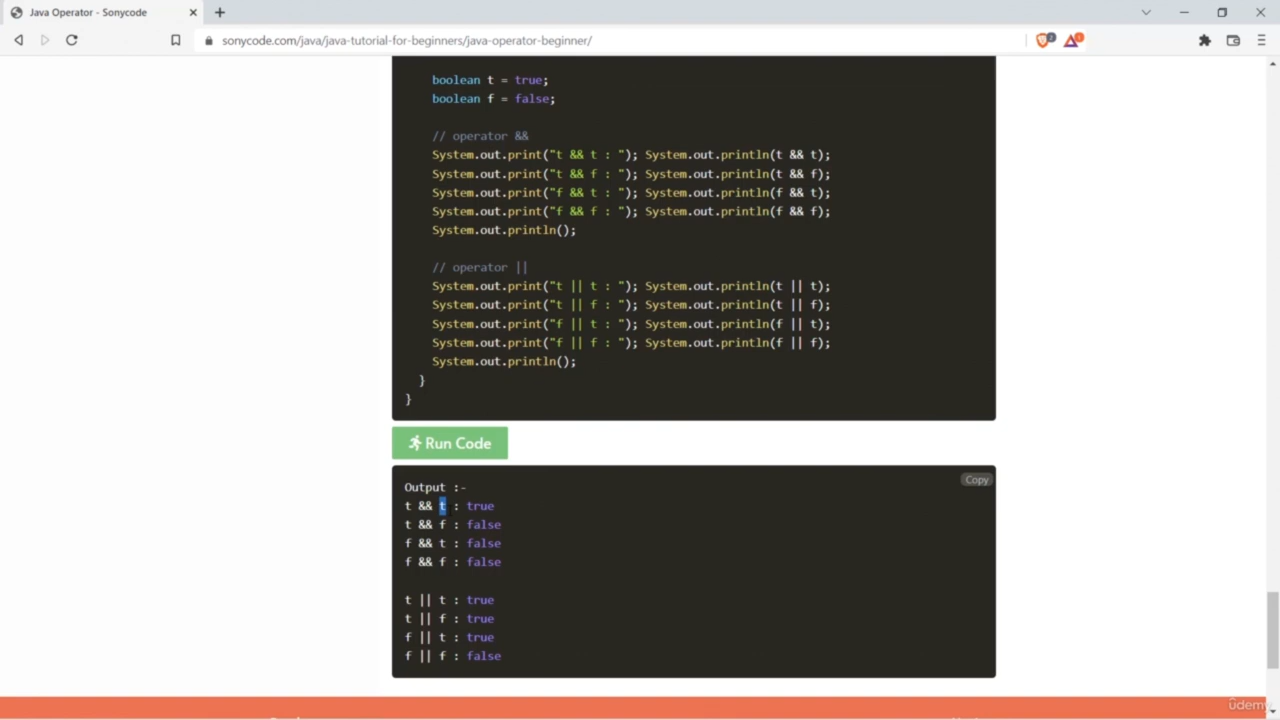 Java Operator - Sonycode
sonycode.com/java/java-tutorial-for-beginners/java-operator-beginner/
boolean t = true;
boolean f = false;
// operator &&
System.out.print("t && t : "); System.out.println(t && t);
System.out.print("t && f : "); System.out.println(t && f);
System.out.print("f && t : "); System.out.println(f && t);
System.out.print("f && f : "); System.out.println(f && f);
System.out.println();
// operator ||
System.out.print("t || t : "); System.out.println(t || t);
System.out.print("t || f : "); System.out.println(t || f);
System.out.print("f || t : "); System.out.println(f || t);
System.out.print("f || f : "); System.out.println(f || f);
System.out.println();
}
}
Run Code
Copy
Output :-
t && t : true
t && f : false
f && t : false
f && f : false
t || t : true
t || f : true
f || t : true
f || f : false
ûdemy